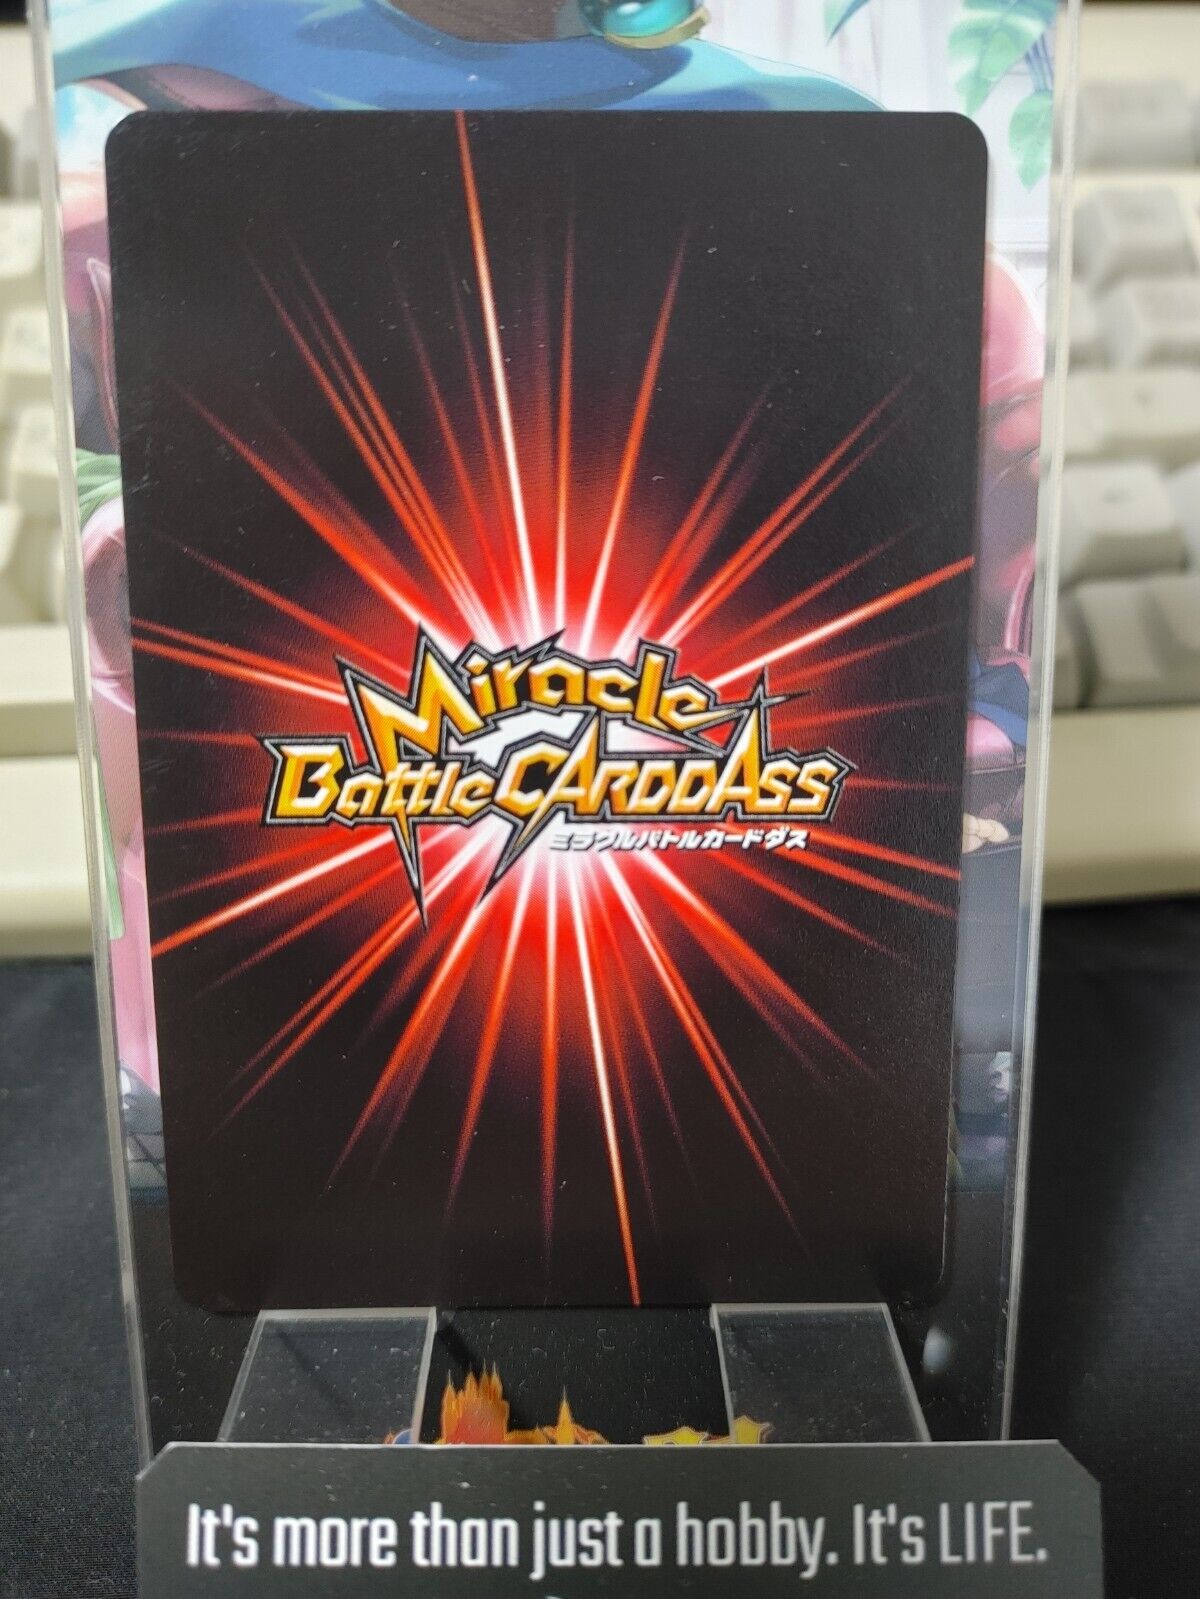 Miracle
Battle CARDDASS
ミラクルバトルカードダス
It's more than just a hobby. It's LIFE.